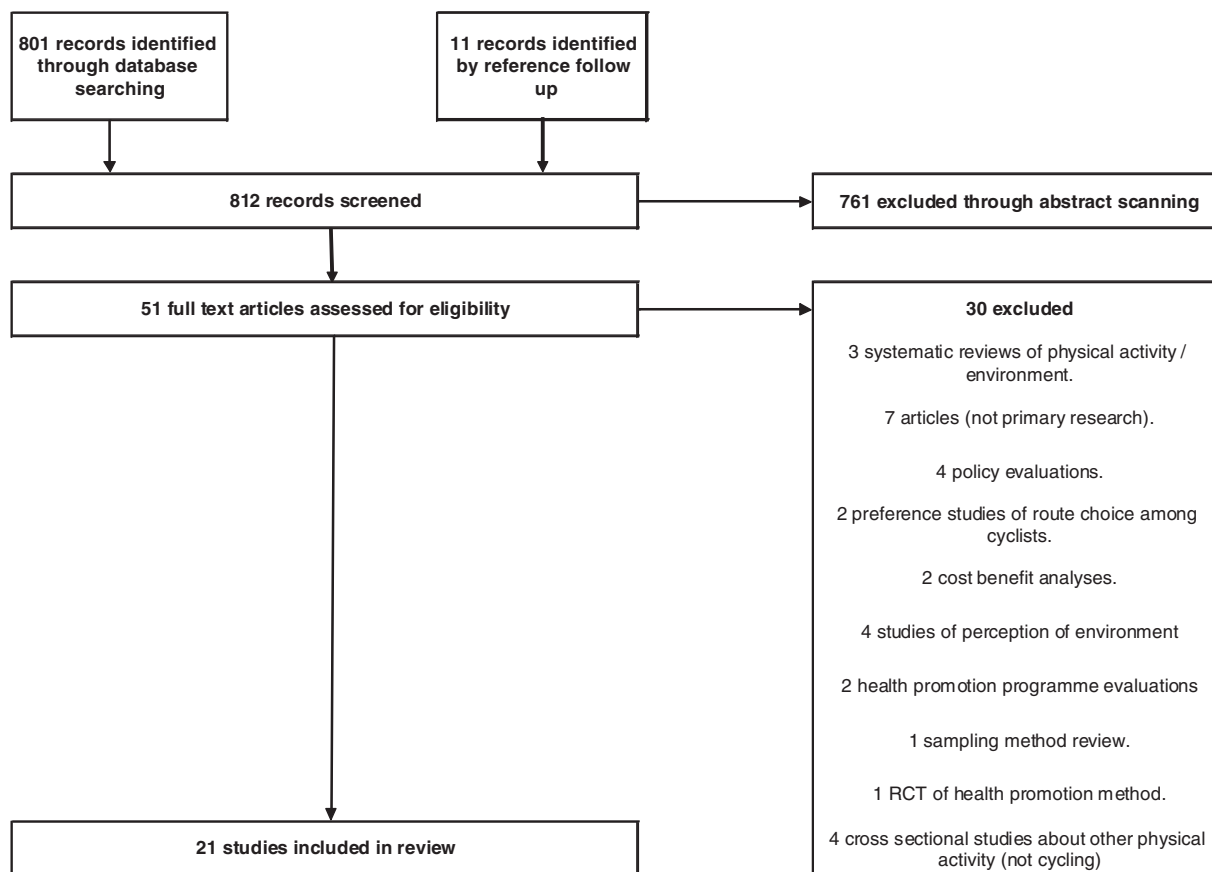 801 records identified
through database
searching
11 records identified
by reference follow
up
812 records screened
761 excluded through abstract scanning
51 full text articles assessed for eligibility
30 excluded
3 systematic reviews of physical activity /
environment.
7 articles (not primary research).
4 policy evaluations.
2 preference studies of route choice among
cyclists.
2 cost benefit analyses.
4 studies of perception of environment
2 health promotion programme evaluations
1 sampling method review.
1 RCT of health promotion method.
4 cross sectional studies about other physical
activity (not cycling)
21 studies included in review